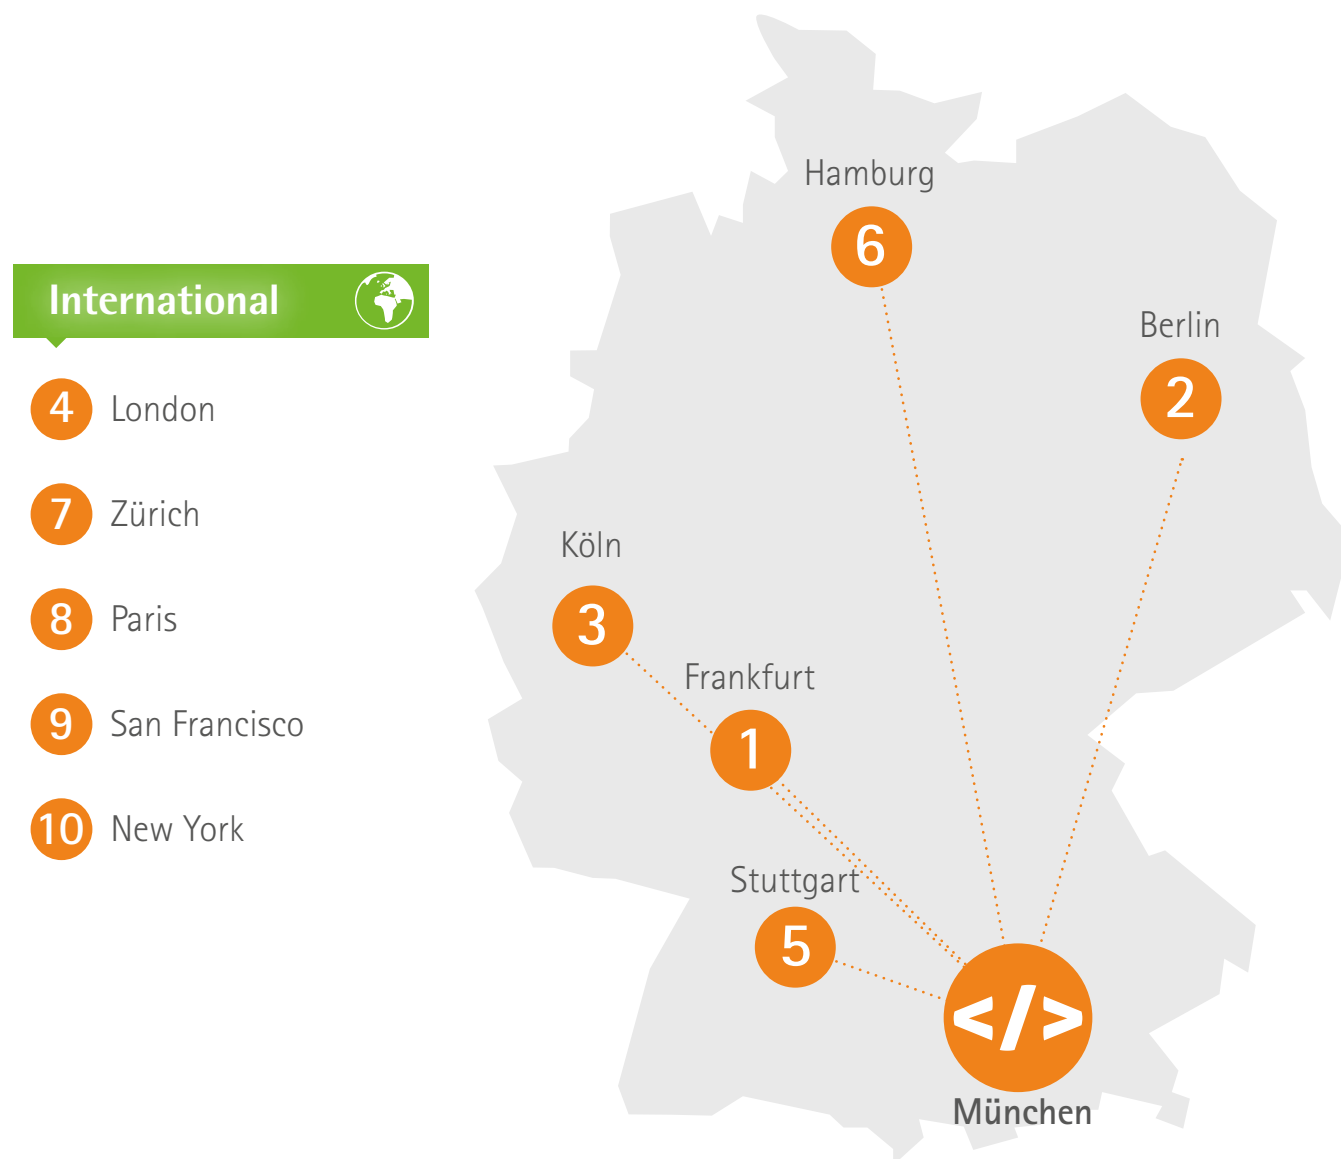 International
4 London
7 Zürich
8 Paris
9 San Francisco
10 New York
Hamburg
6
Berlin
2
Köln
3
Frankfurt
1
Stuttgart
5
</>
München